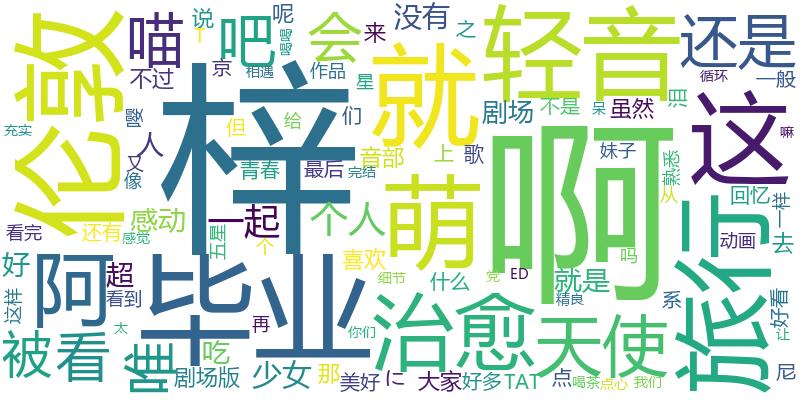 伦敦
喵
说
T
吧
呢
喝喝
会
来
没有
之
轻音
还是
不过
京
相遇
作品
星
就
循环
一般
嘤
人
又
像
梓
但
给
们
剧场
不是
呆
虽然
泪
这
嘛
充实
青春
最后
完结
音部
上
歌
妹子
熟悉
啊
萌
从
回忆
一样
看完
还有
感动
感觉
一起
五星
个
个人
喜欢
吗
动画
去
旅行
好
这样
阿
超
看到
毕业
再
细节
什么
党
ED
就是
精良
系
好看
让
太
你们
治愈
天使
被看
唯
吃
剧场版
少女
那
美好
に
大家
好多
TAT
点
喝茶
点心
我们
尼